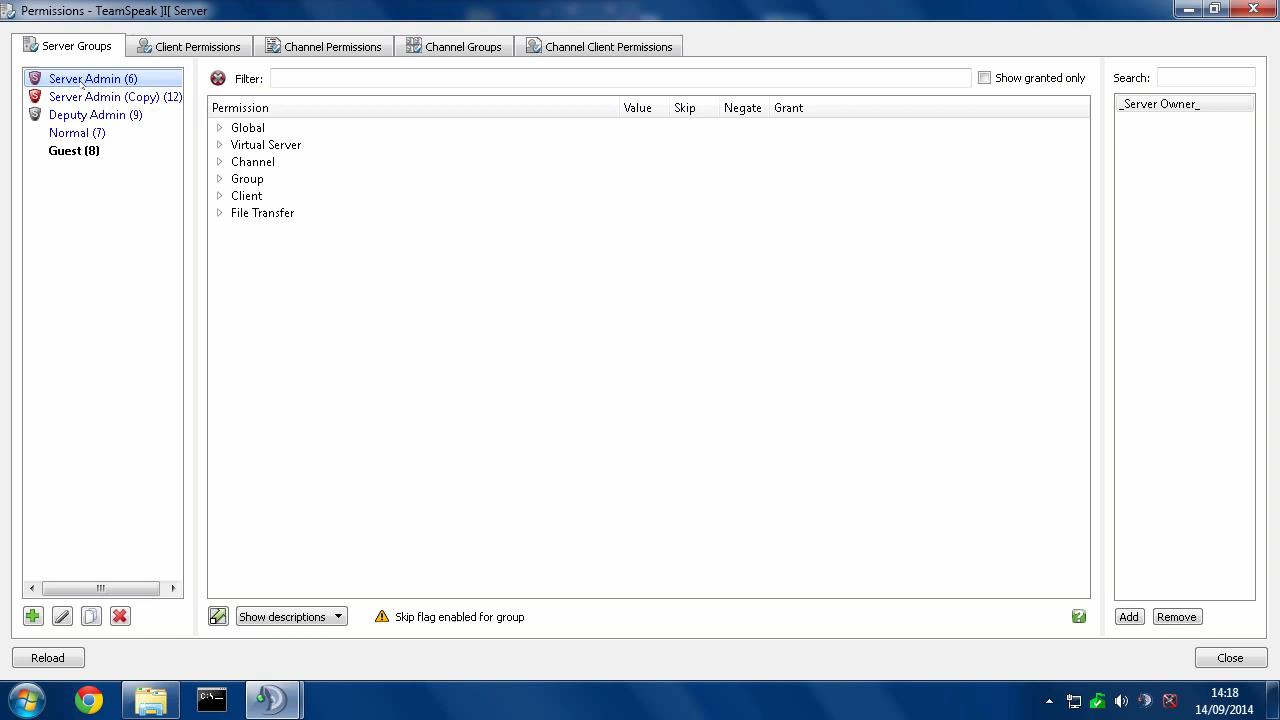 Permissions - TeamSpeak ]I[ Server
Server Groups
Client Permissions
Channel Permissions
Channel Groups
Channel Client Permissions
Server Admin (6)
Server Admin (Copy) (12)
Deputy Admin (9)
Normal (7)
Guest (8)
Filter:
Show granted only
Permission Value Skip Negate Grant
Global
Virtual Server
Channel
Group
Client
File Transfer
Show descriptions
Skip flag enabled for group
Search:
_Server Owner_
Add
Remove
Reload
Close
C:\_
14:18
14/09/2014